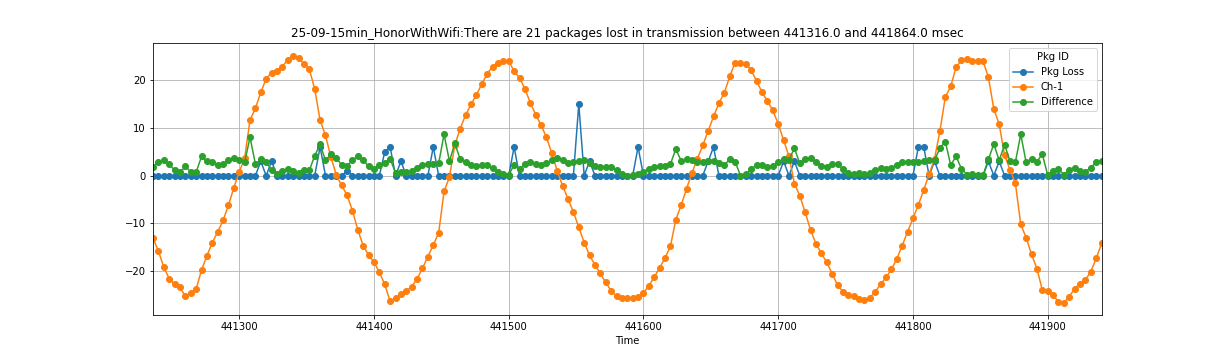 25-09-15min_HonorWithWifi:There are 21 packages lost in transmission between 441316.0 and 441864.0 msec
Pkg ID
Pkg Loss
Ch-1
Difference
20
10
0
−10
−20
441300 441400 441500 441600 441700 441800 441900
Time